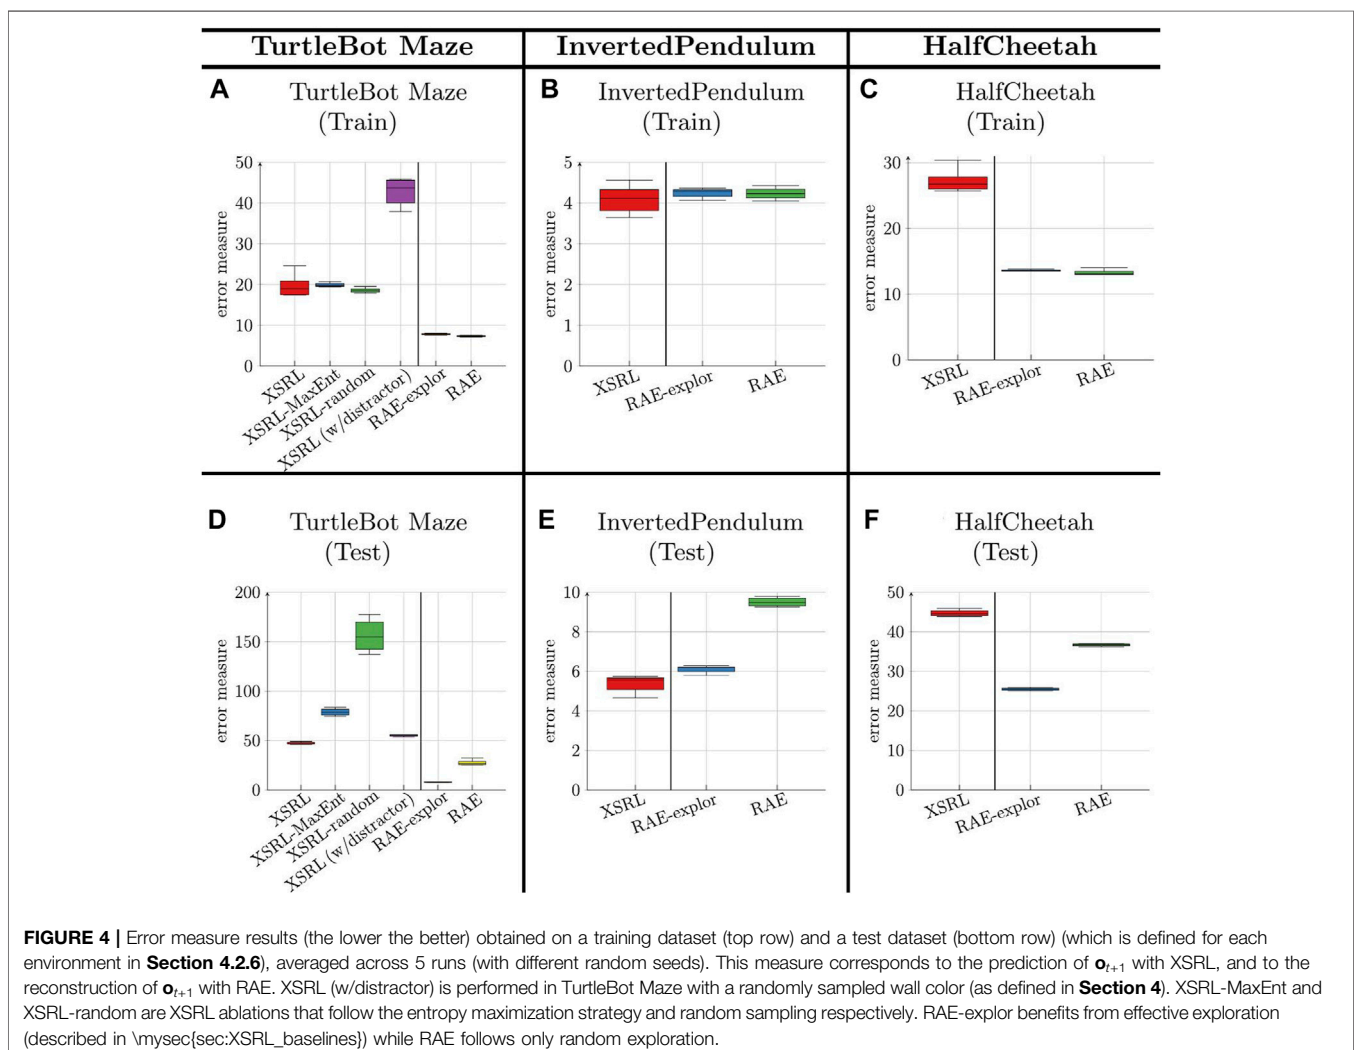 TurtleBot Maze InvertedPendulum HalfCheetah
A TurtleBot Maze
(Train)
error measure
50
40
30
20
10
0
XSRL
XSRL-MaxEnt
XSRL-random
XSRL (w/distractor)
RAE-explor
RAE
B InvertedPendulum
(Train)
error measure
5
4
3
2
1
0
XSRL
RAE-explor
RAE
C HalfCheetah
(Train)
error measure
30
20
10
0
XSRL
RAE-explor
RAE
D TurtleBot Maze
(Test)
error measure
200
150
100
50
0
XSRL
XSRL-MaxEnt
XSRL-random
XSRL (w/distractor)
RAE-explor
RAE
E InvertedPendulum
(Test)
error measure
10
8
6
4
2
0
XSRL
RAE-explor
RAE
F HalfCheetah
(Test)
error measure
50
40
30
20
10
0
XSRL
RAE-explor
RAE
FIGURE 4 | Error measure results (the lower the better) obtained on a training dataset (top row) and a test dataset (bottom row) (which is defined for each
environment in Section 4.2.6), averaged across 5 runs (with different random seeds). This measure corresponds to the prediction of o_{t+1} with XSRL, and to the
reconstruction of o_{t+1} with RAE. XSRL (w/distractor) is performed in TurtleBot Maze with a randomly sampled wall color (as defined in Section 4). XSRL-MaxEnt and
XSRL-random are XSRL ablations that follow the entropy maximization strategy and random sampling respectively. RAE-explor benefits from effective exploration
(described in \mysec{sec:XSRL_baselines}) while RAE follows only random exploration.